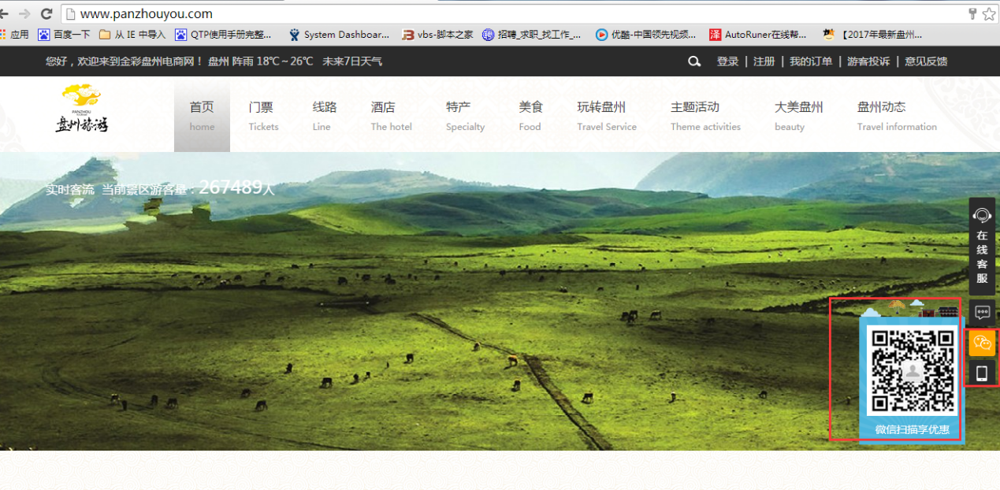 www.panzhouyou.com
应用 百度一下 从 IE 中导入 QTP使用手册完整... System Dashboar... vbs-脚本之家 招聘_求职_找工作_... 优酷-中国领先视频... AutoRuner在线帮... 【2017年最新盘州...
您好，欢迎来到金彩盘州电商网！ 盘州 阵雨 18℃~26℃ 未来7日天气 登录 | 注册 | 我的订单 | 游客投诉 | 意见反馈
PANZHOU
盘州旅游
首页 门票 线路 酒店 特产 美食 玩转盘州 主题活动 大美盘州 盘州动态
home Tickets Line The hotel Specialty Food Travel Service Theme activities beauty Travel information
实时客流 当前景区游客量：267489人
在
线
客
服
微信扫描享优惠